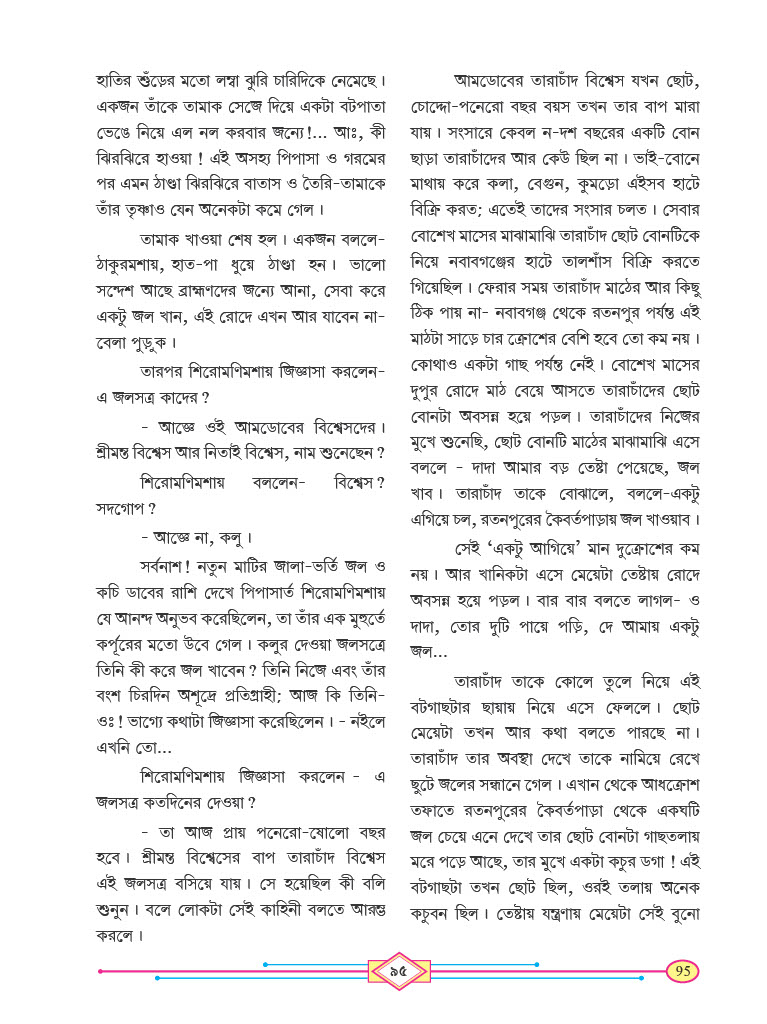 হাতির শুঁড়ের মতো লম্বা ঝুরি চারিদিকে নেমেছে।
একজন তাঁকে তামাক সেজে দিয়ে একটা বটপাতা
ভেঙে নিয়ে এল নল করবার জন্যে!... আঃ, কী
ঝিরঝিরে হাওয়া ! এই অসহ্য পিপাসা ও গরমের
পর এমন ঠাণ্ডা ঝিরঝিরে বাতাস ও তৈরি-তামাকে
তাঁর তৃষ্ণাও যেন অনেকটা কমে গেল।
তামাক খাওয়া শেষ হল। একজন বললে-
ঠাকুরমশায়, হাত-পা ধুয়ে ঠাণ্ডা হন। ভালো
সন্দেশ আছে ব্রাহ্মণদের জন্যে আনা, সেবা করে
একটু জল খান, এই রোদে এখন আর যাবেন না-
বেলা পুড়ুক।
তারপর শিরোমণিমশায় জিজ্ঞাসা করলেন-
এ জলসত্র কাদের ?
- আজ্ঞে ওই আমডোবের বিশ্বেসদের।
শ্রীমন্ত বিশ্বেস আর নিতাই বিশ্বেস, নাম শুনেছেন ?
শিরোমণিমশায় বললেন- বিশ্বেস ?
সদগোপ ?
- আজ্ঞে না, কলু।
সর্বনাশ! নতুন মাটির জালা-ভর্তি জল ও
কচি ডাবের রাশি দেখে পিপাসার্ত শিরোমণিমশায়
যে আনন্দ অনুভব করেছিলেন, তা তাঁর এক মুহুর্তে
কর্পূরের মতো উবে গেল। কলুর দেওয়া জলসত্রে
তিনি কী করে জল খাবেন ? তিনি নিজে এবং তাঁর
বংশ চিরদিন অশূদ্রে প্রতিগ্রাহী: আজ কি তিনি-
ওঃ ! ভাগ্যে কথাটা জিজ্ঞাসা করেছিলেন। - নইলে
এখনি তো...
শিরোমণিমশায় জিজ্ঞাসা করলেন - এ
জলসত্র কতদিনের দেওয়া ?
- তা আজ প্রায় পনেরো-ষোলো বছর
হবে। শ্রীমন্ত বিশ্বেসের বাপ তারাচাঁদ বিশ্বেস
এই জলসত্র বসিয়ে যায়। সে হয়েছিল কী বলি
শুনুন। বলে লোকটা সেই কাহিনী বলতে আরম্ভ
করলে।
আমডোবের তারাচাঁদ বিশ্বেস যখন ছোট,
চোদ্দো-পনেরো বছর বয়স তখন তার বাপ মারা
যায়। সংসারে কেবল ন-দশ বছরের একটি বোন
ছাড়া তারাচাঁদের আর কেউ ছিল না। ভাই-বোনে
মাথায় করে কলা, বেগুন, কুমড়ো এইসব হাটে
বিক্রি করত: এতেই তাদের সংসার চলত। সেবার
বোশেখ মাসের মাঝামাঝি তারাচাঁদ ছোট বোনটিকে
নিয়ে নবাবগঞ্জের হাটে তালশাঁস বিক্রি করতে
গিয়েছিল। ফেরার সময় তারাচাঁদ মাঠের আর কিছু
ঠিক পায় না- নবাবগঞ্জ থেকে রতনপুর পর্যন্ত এই
মাঠটা সাড়ে চার ক্রোশের বেশি হবে তো কম নয়।
কোথাও একটা গাছ পর্যন্ত নেই। বোশেখ মাসের
দুপুর রোদে মাঠ বেয়ে আসতে তারাচাঁদের ছোট
বোনটা অবসন্ন হয়ে পড়ল। তারাচাঁদের নিজের
মুখে শুনেছি, ছোট বোনটি মাঠের মাঝামাঝি এসে
বললে - দাদা আমার বড় তেষ্টা পেয়েছে, জল
খাব। তারাচাঁদ তাকে বোঝালে, বললে-একটু
এগিয়ে চল, রতনপুরের কৈবর্তপাড়ায় জল খাওয়াব।
সেই ‘একটু আগিয়ে’ মান দুক্রোশের কম
নয়। আর খানিকটা এসে মেয়েটা তেষ্টায় রোদে
অবসন্ন হয়ে পড়ল। বার বার বলতে লাগল- ও
দাদা, তোর দুটি পায়ে পড়ি, দে আমায় একটু
জল...
তারাচাঁদ তাকে কোলে তুলে নিয়ে এই
বটগাছটার ছায়ায় নিয়ে এসে ফেললে। ছোট
মেয়েটা তখন আর কথা বলতে পারছে না।
তারাচাঁদ তার অবস্থা দেখে তাকে নামিয়ে রেখে
ছুটে জলের সন্ধানে গেল। এখান থেকে আধক্রোশ
তফাতে রতনপুরের কৈবর্তপাড়া থেকে একঘটি
জল চেয়ে এনে দেখে তার ছোট বোনটা গাছতলায়
মরে পড়ে আছে, তার মুখে একটা কচুর ডগা ! এই
বটগাছটা তখন ছোট ছিল, ওরই তলায় অনেক
কচুবন ছিল। তেষ্টায় যন্ত্রণায় মেয়েটা সেই বুনো
৯৫
95